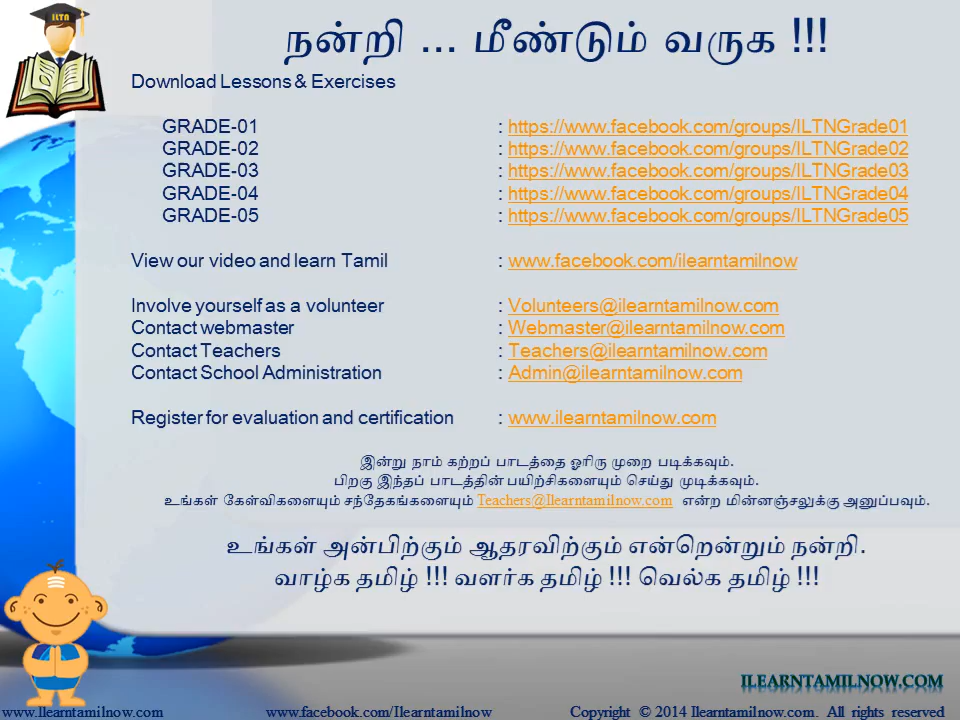 ILTN
நன்றி ... மீண்டும் வருக !!!
Download Lessons & Exercises
GRADE-01 : https://www.facebook.com/groups/ILTNGrade01
GRADE-02 : https://www.facebook.com/groups/ILTNGrade02
GRADE-03 : https://www.facebook.com/groups/ILTNGrade03
GRADE-04 : https://www.facebook.com/groups/ILTNGrade04
GRADE-05 : https://www.facebook.com/groups/ILTNGrade05
View our video and learn Tamil : www.facebook.com/ilearntamilnow
Involve yourself as a volunteer : Volunteers@ilearntamilnow.com
Contact webmaster : Webmaster@ilearntamilnow.com
Contact Teachers : Teachers@ilearntamilnow.com
Contact School Administration : Admin@ilearntamilnow.com
Register for evaluation and certification : www.ilearntamilnow.com
இன்று நாம் கற்றப் பாடத்தை ஓரிரு முறை படிக்கவும்.
பிறகு இந்தப் பாடத்தின் பயிற்சிகளையும் செய்து முடிக்கவும்.
உங்கள் கேள்விகளையும் சந்தேகங்களையும் Teachers@Ilearntamilnow.com என்ற மின்னஞ்சலுக்கு அனுப்பவும்.
உங்கள் அன்பிற்கும் ஆதரவிற்கும் என்றென்றும் நன்றி.
வாழ்க தமிழ் !!! வளர்க தமிழ் !!! வெல்க தமிழ் !!!
ILEARNTAMILNOW.COM
www.Ilearntamilnow.com www.facebook.com/Ilearntamilnow Copyright © 2014 Ilearntamilnow.com. All rights reserved